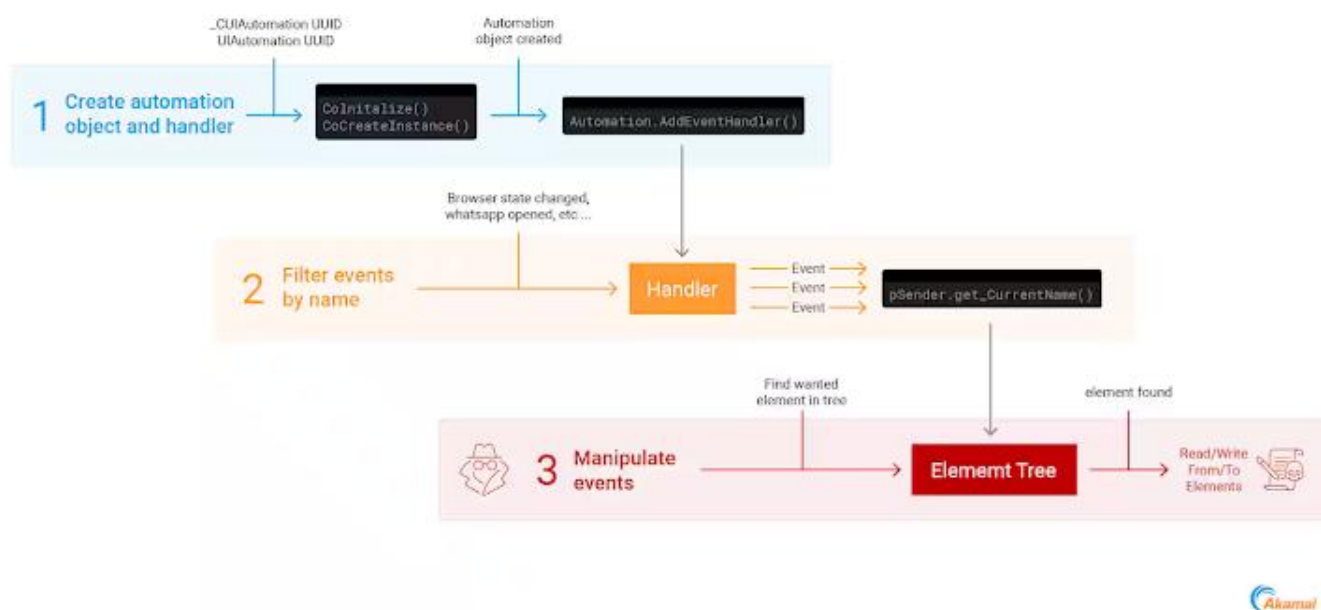 _CUIAutomation UUID
UIAutomation UUID
Automation
object created
1
Create automation
object and handler
CoInitalize()
CoCreateInstance()
Automation.AddEventHandler()
Browser state changed,
whatsapp opened, etc ...
2
Filter events
by name
Handler
Event
Event
Event
pSender.get_CurrentName()
Find wanted
element in tree
element found
3
Manipulate
events
Elememt Tree
Read/Write
From/To
Elements
Akamai